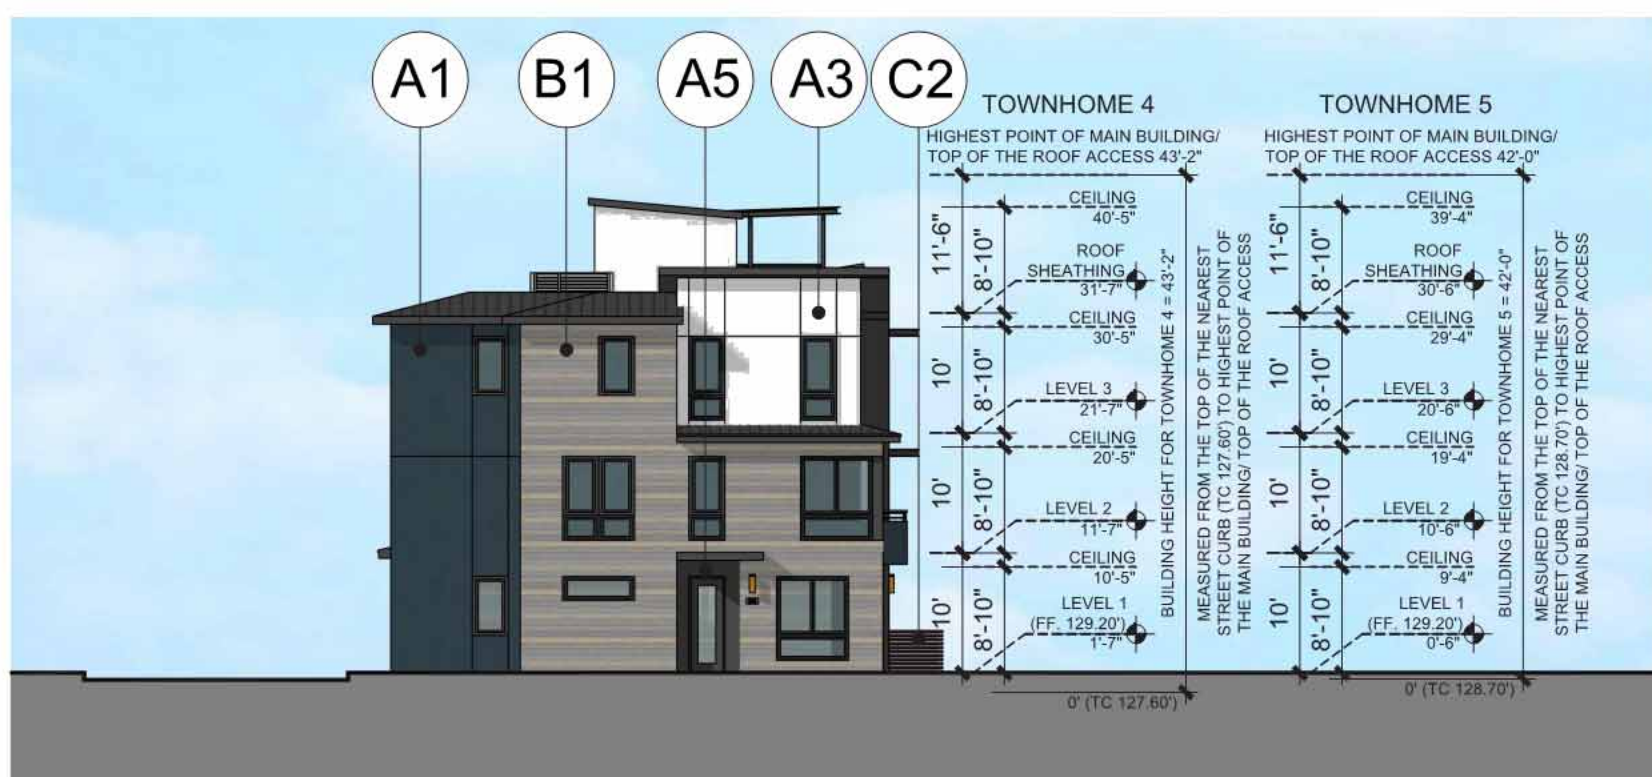 A1
B1
A5
A3
C2
TOWNHOME 4
HIGHEST POINT OF MAIN BUILDING/
TOP OF THE ROOF ACCESS 43'-2"
CEILING
40'-5"
ROOF
SHEATHING
31'-7"
CEILING
30'-5"
LEVEL 3
21'-7"
CEILING
20'-5"
LEVEL 2
11'-7"
CEILING
10'-5"
LEVEL 1
(FF. 129.20')
1'-7"
0' (TC 127.60')
11'-6"
10'
10'
10'
8'-10"
8'-10"
8'-10"
8'-10"
BUILDING HEIGHT FOR TOWNHOME 4 = 43'-2"
MEASURED FROM THE TOP OF THE NEAREST
STREET CURB (TC 127.60') TO HIGHEST POINT OF
THE MAIN BUILDING/ TOP OF THE ROOF ACCESS
TOWNHOME 5
HIGHEST POINT OF MAIN BUILDING/
TOP OF THE ROOF ACCESS 42'-0"
CEILING
39'-4"
ROOF
SHEATHING
30'-6"
CEILING
29'-4"
LEVEL 3
20'-6"
CEILING
19'-4"
LEVEL 2
10'-6"
CEILING
9'-4"
LEVEL 1
(FF. 129.20')
0'-6"
0' (TC 128.70')
11'-6"
10'
10'
10'
8'-10"
8'-10"
8'-10"
8'-10"
BUILDING HEIGHT FOR TOWNHOME 5 = 42'-0"
MEASURED FROM THE TOP OF THE NEAREST
STREET CURB (TC 128.70') TO HIGHEST POINT OF
THE MAIN BUILDING/ TOP OF THE ROOF ACCESS